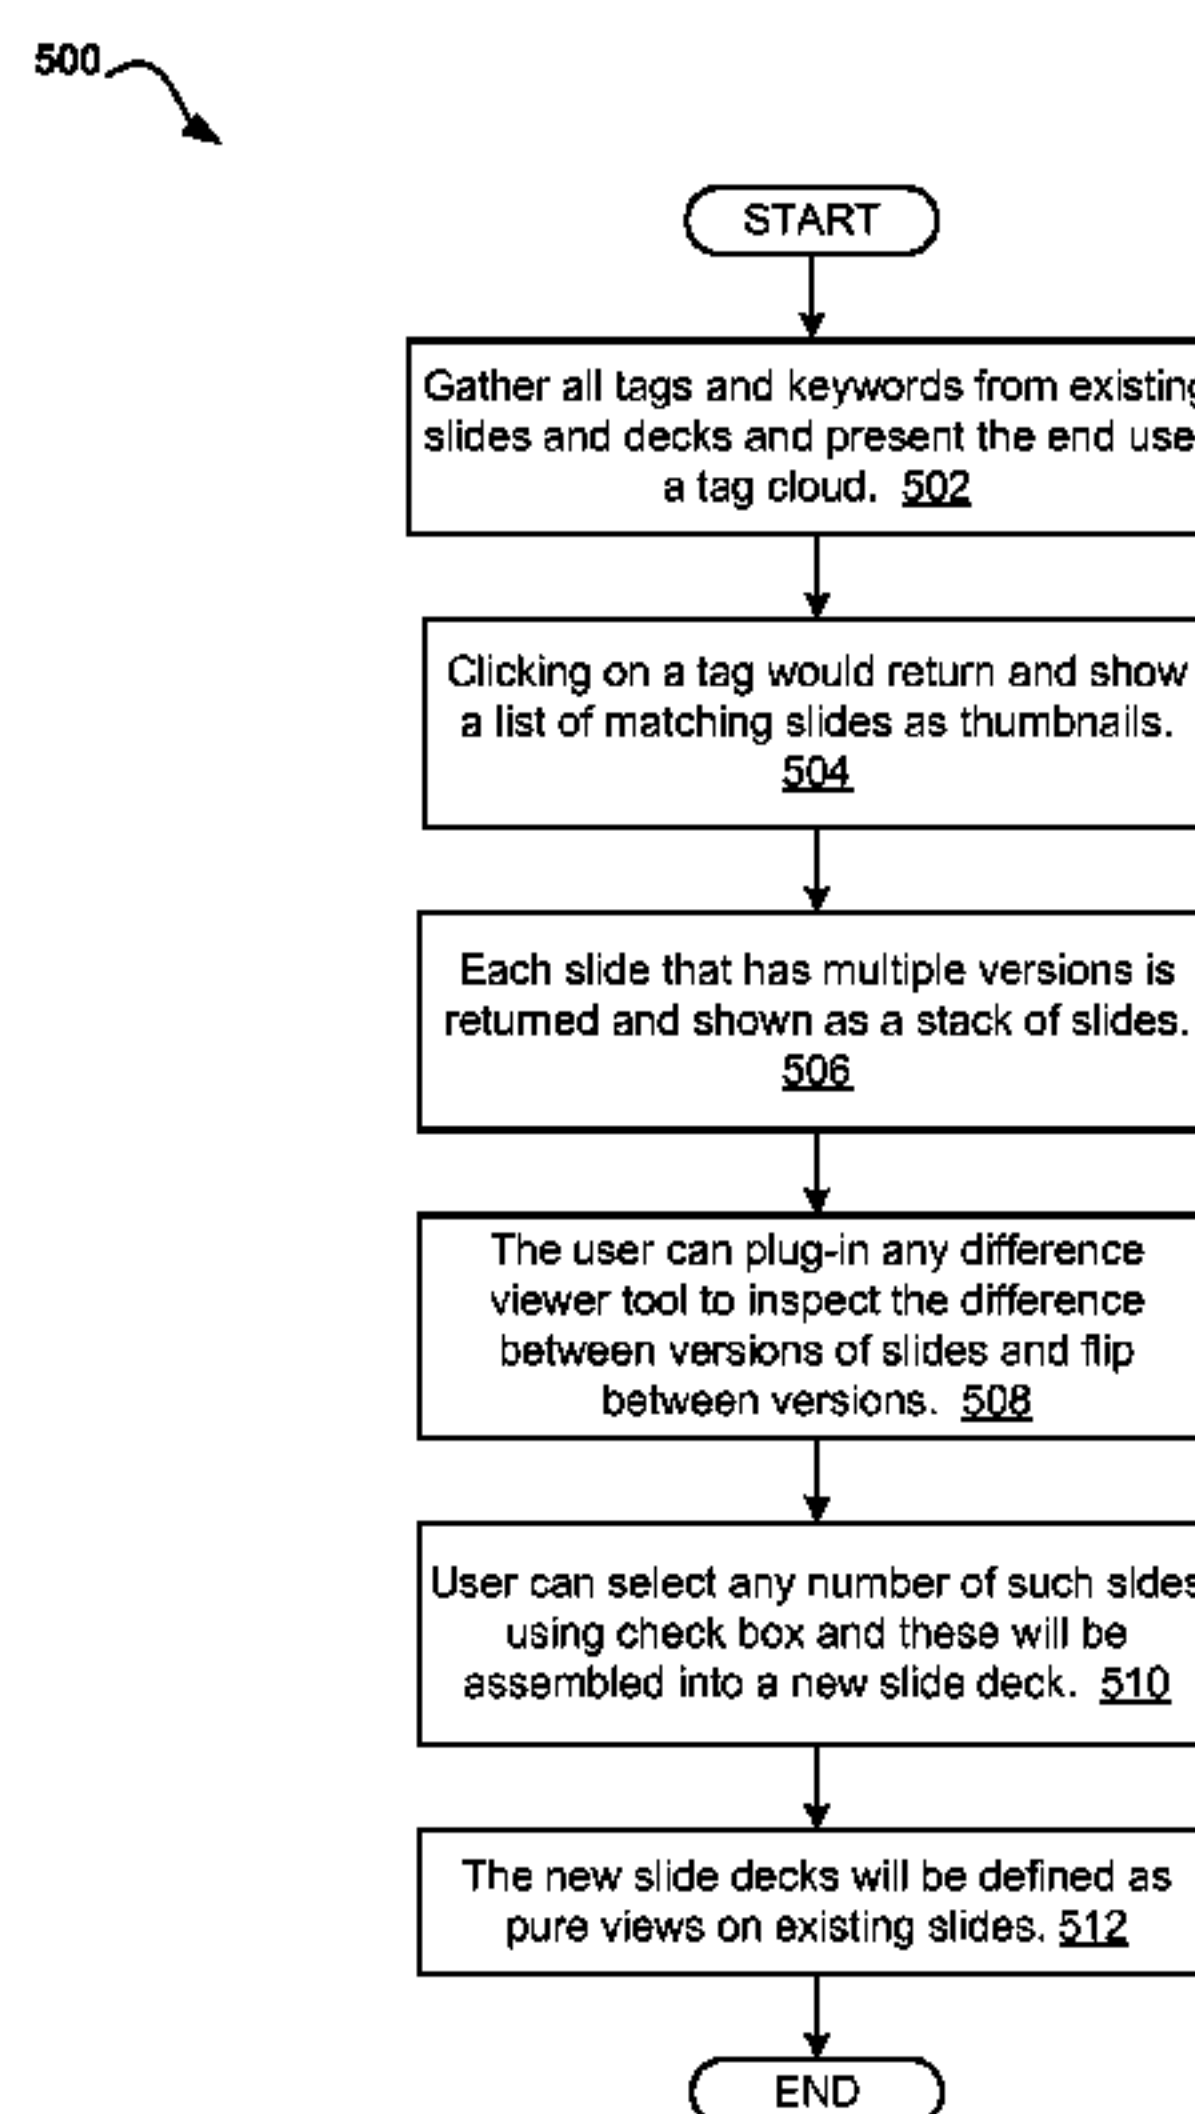 500
START
Gather all tags and keywords from existing
slides and decks and present the end use
a tag cloud. 502
Clicking on a tag would return and show
a list of matching slides as thumbnails.
504
Each slide that has multiple versions is
returned and shown as a stack of slides.
506
The user can plug-in any difference
viewer tool to inspect the difference
between versions of slides and flip
between versions. 508
User can select any number of such sldes
using check box and these will be
assembled into a new slide deck. 510
The new slide decks will be defined as
pure views on existing slides. 512
END